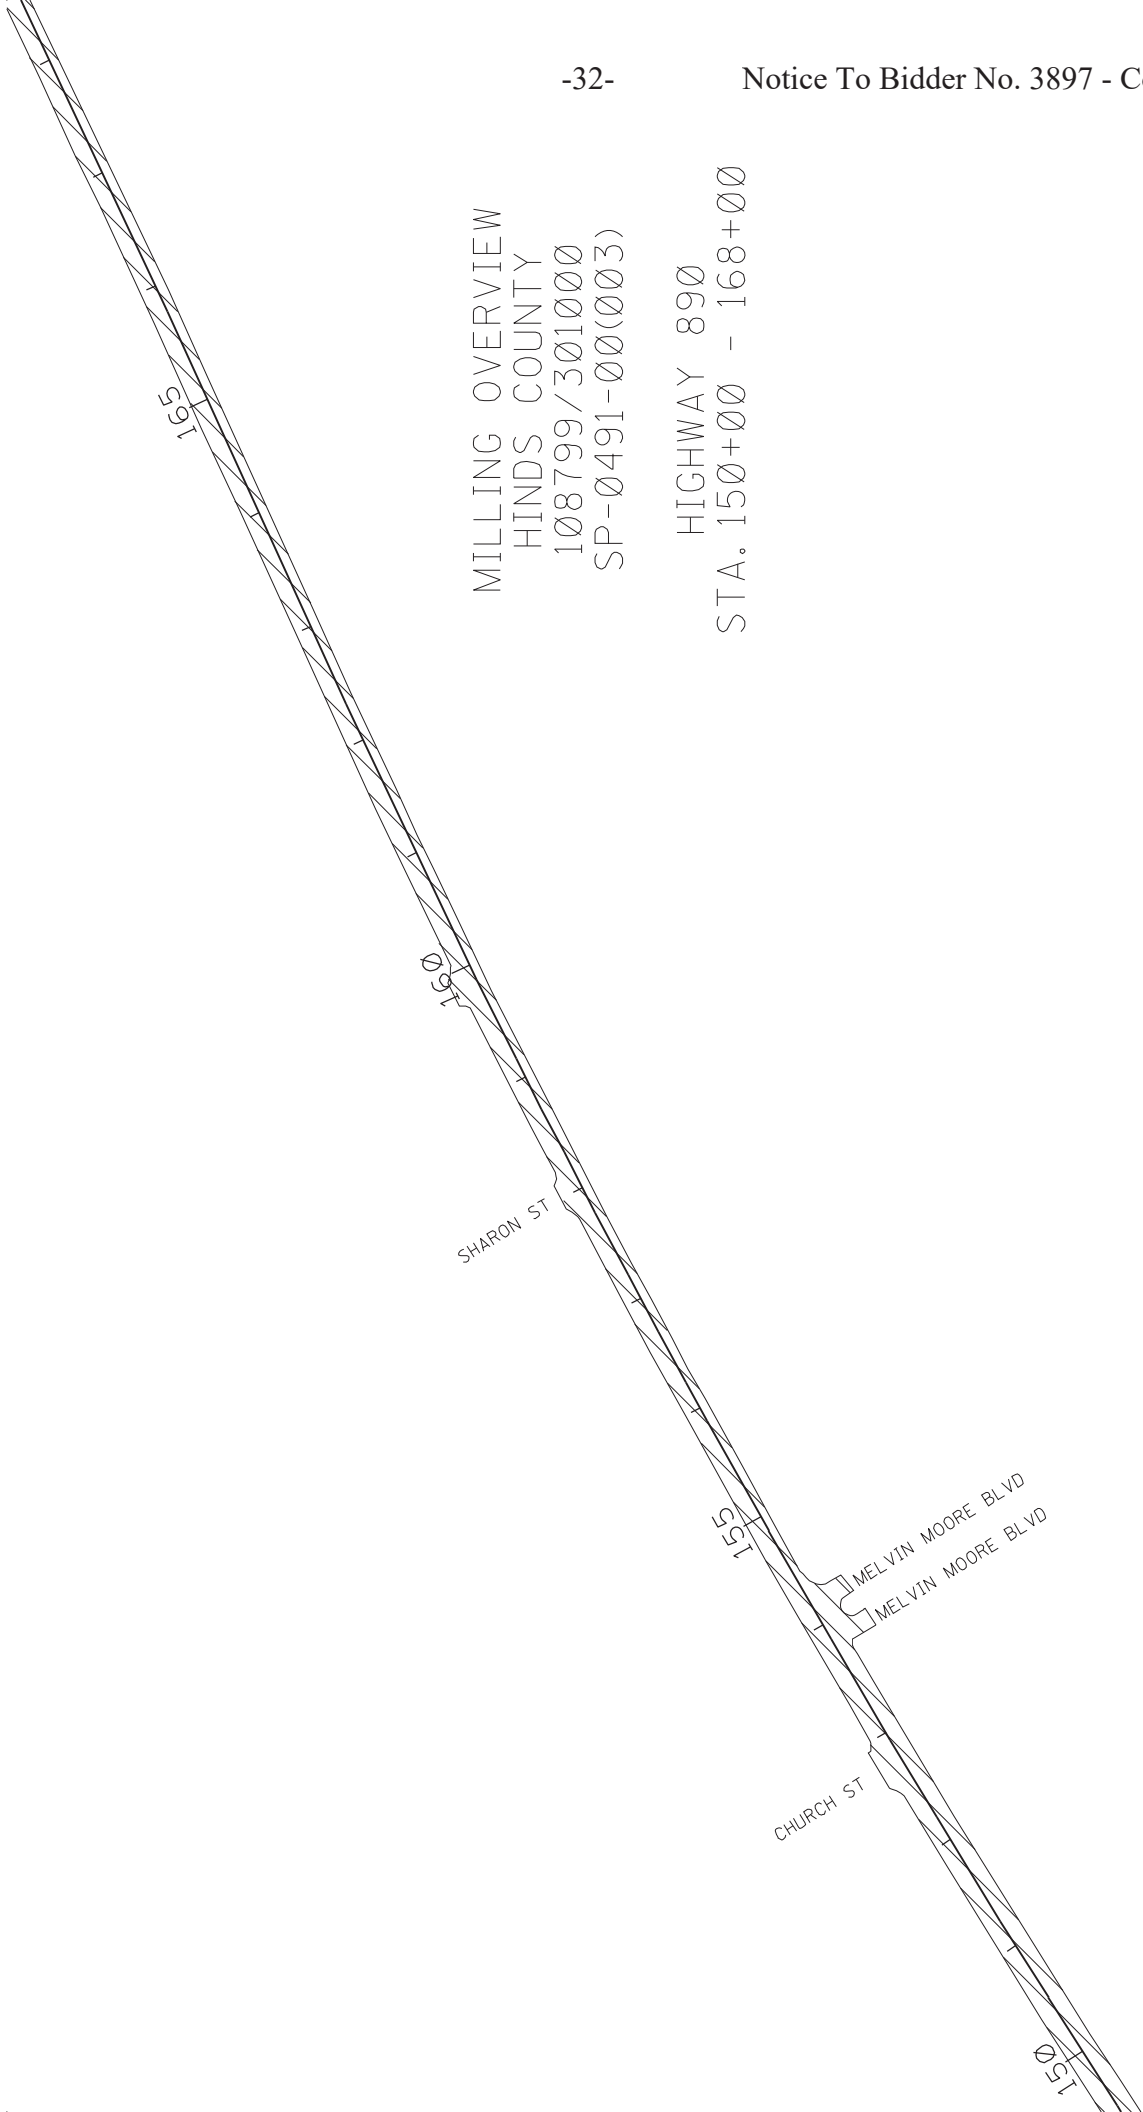 -32-
Notice To Bidder No. 3897 - C
MILLING OVERVIEW
HINDS COUNTY
108799/301000
SP-0491-00(003)
HIGHWAY 890
STA. 150+00 - 168+00
165
160
SHARON ST
155
MELVIN MOORE BLVD
MELVIN MOORE BLVD
CHURCH ST
150